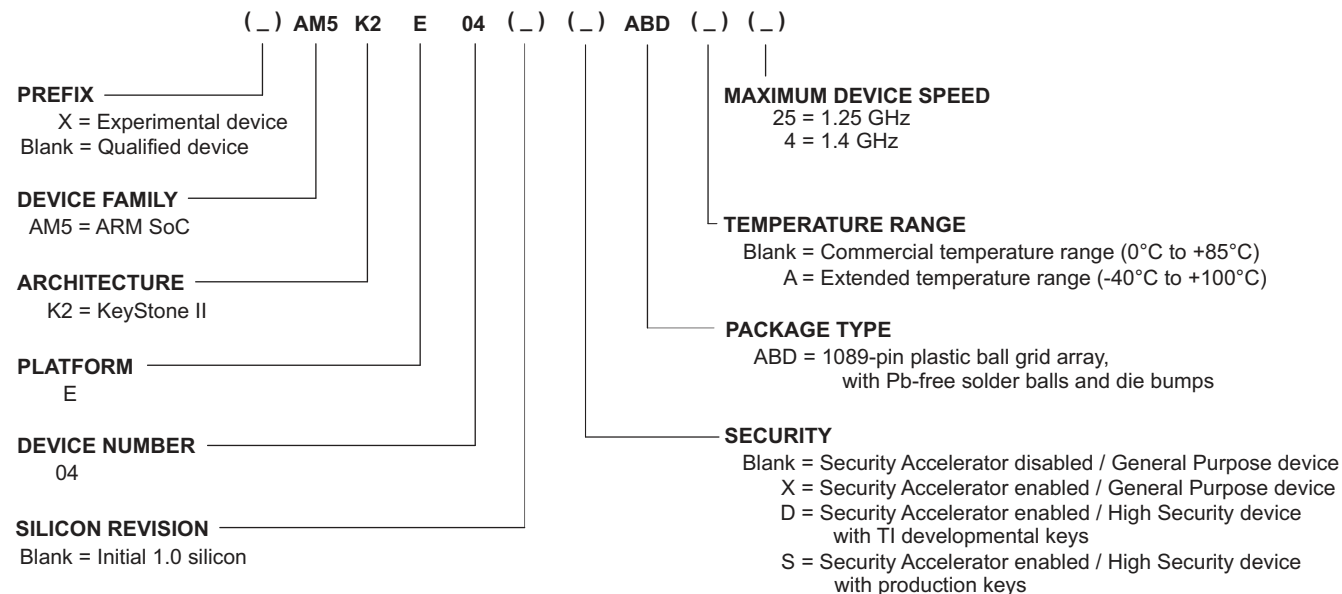 ( _ ) AM5 K2 E 04 ( _ ) ( _ ) ABD ( _ ) ( _ )
PREFIX
X = Experimental device
Blank = Qualified device
DEVICE FAMILY
AM5 = ARM SoC
ARCHITECTURE
K2 = KeyStone II
PLATFORM
E
DEVICE NUMBER
04
SILICON REVISION
Blank = Initial 1.0 silicon
MAXIMUM DEVICE SPEED
25 = 1.25 GHz
4 = 1.4 GHz
TEMPERATURE RANGE
Blank = Commercial temperature range (0°C to +85°C)
A = Extended temperature range (-40°C to +100°C)
PACKAGE TYPE
ABD = 1089-pin plastic ball grid array,
with Pb-free solder balls and die bumps
SECURITY
Blank = Security Accelerator disabled / General Purpose device
X = Security Accelerator enabled / General Purpose device
D = Security Accelerator enabled / High Security device
with TI developmental keys
S = Security Accelerator enabled / High Security device
with production keys